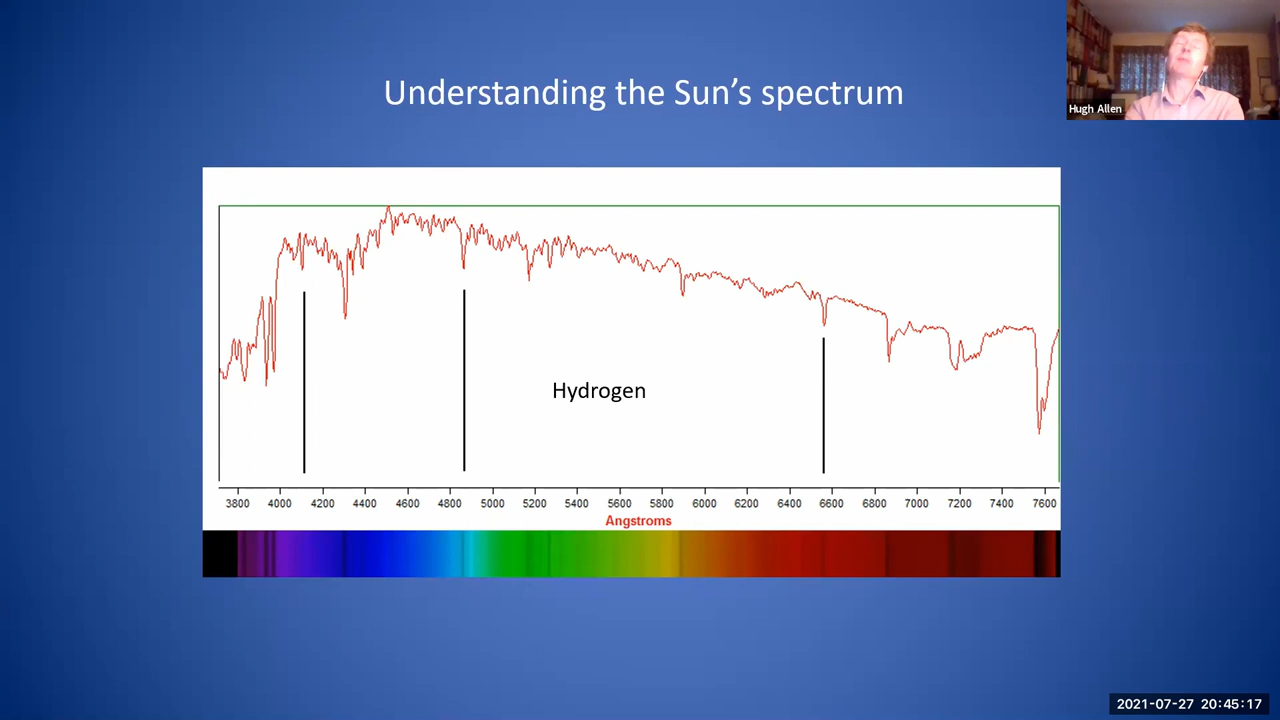 Understanding the Sun’s spectrum
Hugh Allen
Hydrogen
3800 4000 4200 4400 4600 4800 5000 5200 5400 5600 5800 6000 6200 6400 6600 6800 7000 7200 7400 7600
Angstroms
2021-07-27 20:45:17